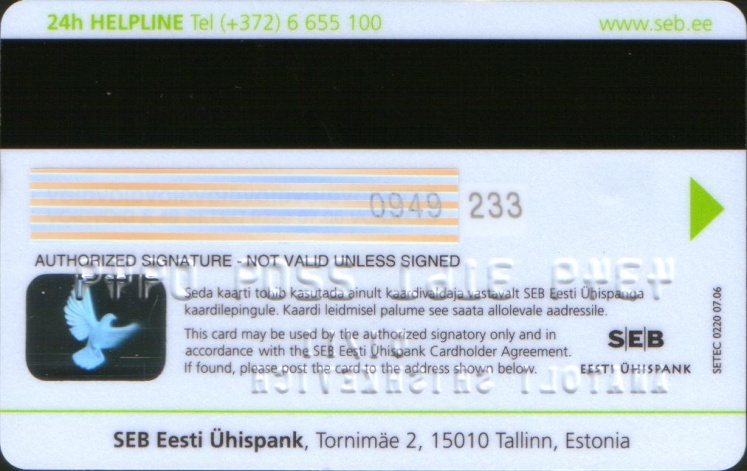 24h HELPLINE Tel (+372) 6 655 100
www.seb.ee
0949 233
AUTHORIZED SIGNATURE - NOT VALID UNLESS SIGNED
Seda kaarti tohib kasutada ainult kaardivaldaja vastavalt SEB Eesti Ühispanga
kaardilepingule. Kaardi leidmisel palume see saata allolevale aadressile.
This card may be used by the authorized signatory only and in
accordance with the SEB Eesti Ühispank Cardholder Agreement.
If found, please post the card to the address shown below.
SEB
EESTI ÜHISPANK
SETEC 0220 07.06
SEB Eesti Ühispank, Tornimäe 2, 15010 Tallinn, Estonia